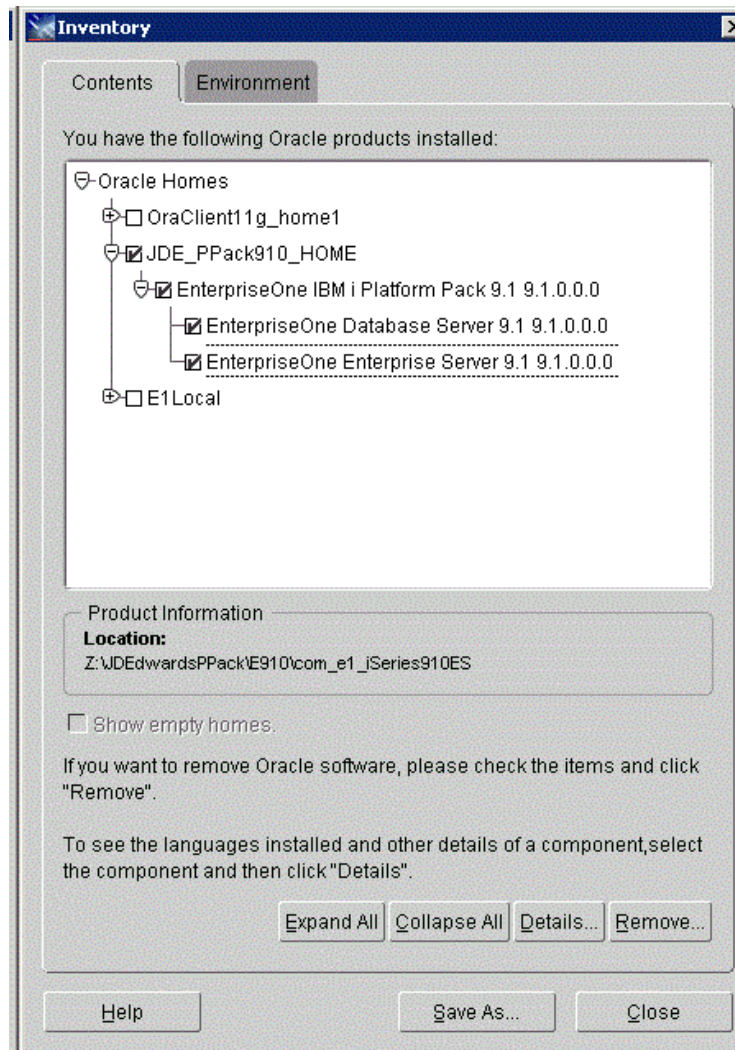 Inventory
Contents
Environment
You have the following Oracle products installed:
Oracle Homes
OraClient11g_home1
JDE_PPack910_HOME
EnterpriseOne IBM i Platform Pack 9.1 9.1.0.0.0
EnterpriseOne Database Server 9.1 9.1.0.0.0
EnterpriseOne Enterprise Server 9.1 9.1.0.0.0
E1Local
Product Information
Location:
Z:\JDEdwardsPPack\E910\com_e1_iSeries910ES
Show empty homes.
If you want to remove Oracle software, please check the items and click
"Remove".
To see the languages installed and other details of a component,select
the component and then click "Details".
Expand All Collapse All Details... Remove...
Help Save As... Close